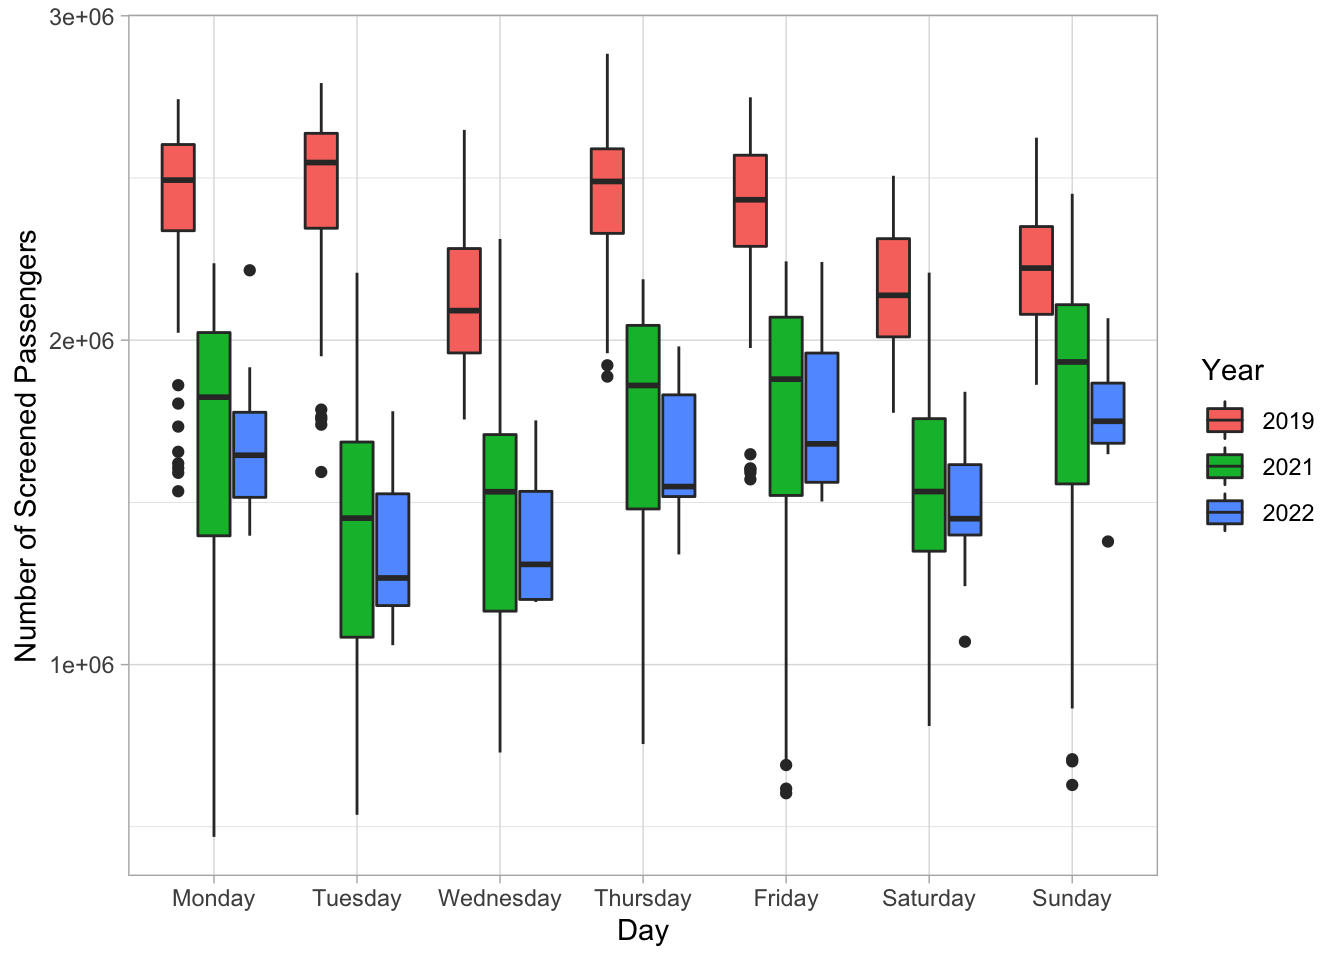 3e+06
2e+06
1e+06
Number of Screened Passengers
Monday Tuesday Wednesday Thursday Friday Saturday Sunday
Day
Year
2019
2021
2022